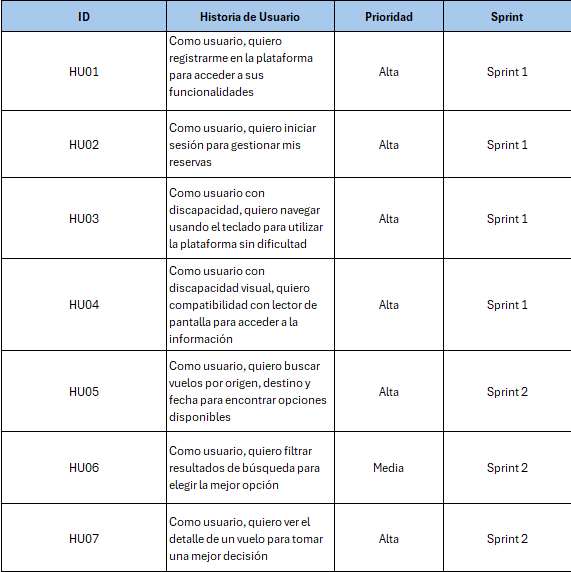 ID Historia de Usuario Prioridad Sprint
HU01
Como usuario, quiero
registrarme en la plataforma
para acceder a sus
funcionalidades
Alta
Sprint 1
HU02
Como usuario, quiero iniciar
sesión para gestionar mis
reservas
Alta
Sprint 1
HU03
Como usuario con
discapacidad, quiero navegar
usando el teclado para utilizar
la plataforma sin dificultad
Alta
Sprint 1
HU04
Como usuario con
discapacidad visual, quiero
compatibilidad con lector de
pantalla para acceder a la
información
Alta
Sprint 1
HU05
Como usuario, quiero buscar
vuelos por origen, destino y
fecha para encontrar opciones
disponibles
Alta
Sprint 2
HU06
Como usuario, quiero filtrar
resultados de búsqueda para
elegir la mejor opción
Media
Sprint 2
HU07
Como usuario, quiero ver el
detalle de un vuelo para tomar
una mejor decisión
Alta
Sprint 2